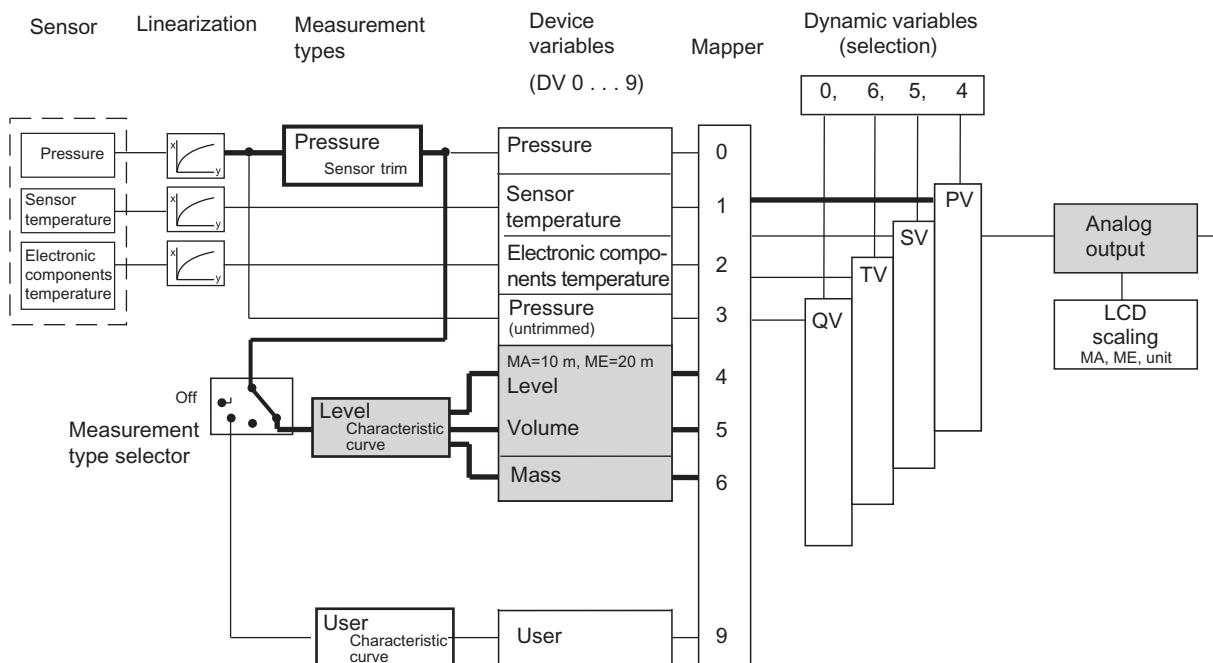 Sensor
Linearization
Measurement
types
Device
variables
(DV 0 . . . 9)
Mapper
Dynamic variables
(selection)
0, 6, 5, 4
Pressure
x
y
Pressure
Sensor trim
Pressure
0
Sensor
temperature
x
y
Sensor
temperature
1
PV
SV
Analog
output
Electronic
components
temperature
x
y
Electronic compo-
nents temperature
2
TV
Pressure
(untrimmed)
3
QV
LCD
scaling
MA, ME, unit
MA=10 m, ME=20 m
Level
4
Off
Level
Characteristic
curve
Volume
5
Measurement
type selector
Mass
6
User
Characteristic
curve
User
9